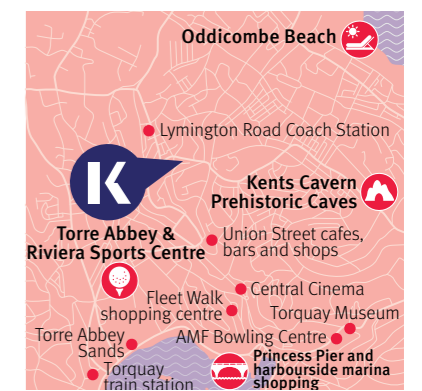 Oddicombe Beach
Lymington Road Coach Station
K
Kents Cavern
Prehistoric Caves
Torre Abbey &
Riviera Sports Centre
Union Street cafes,
bars and shops
Central Cinema
Fleet Walk
shopping centre
Torquay Museum
Torre Abbey
Sands
AMF Bowling Centre
Princess Pier and
harbourside marina
shopping
Torquay
train station